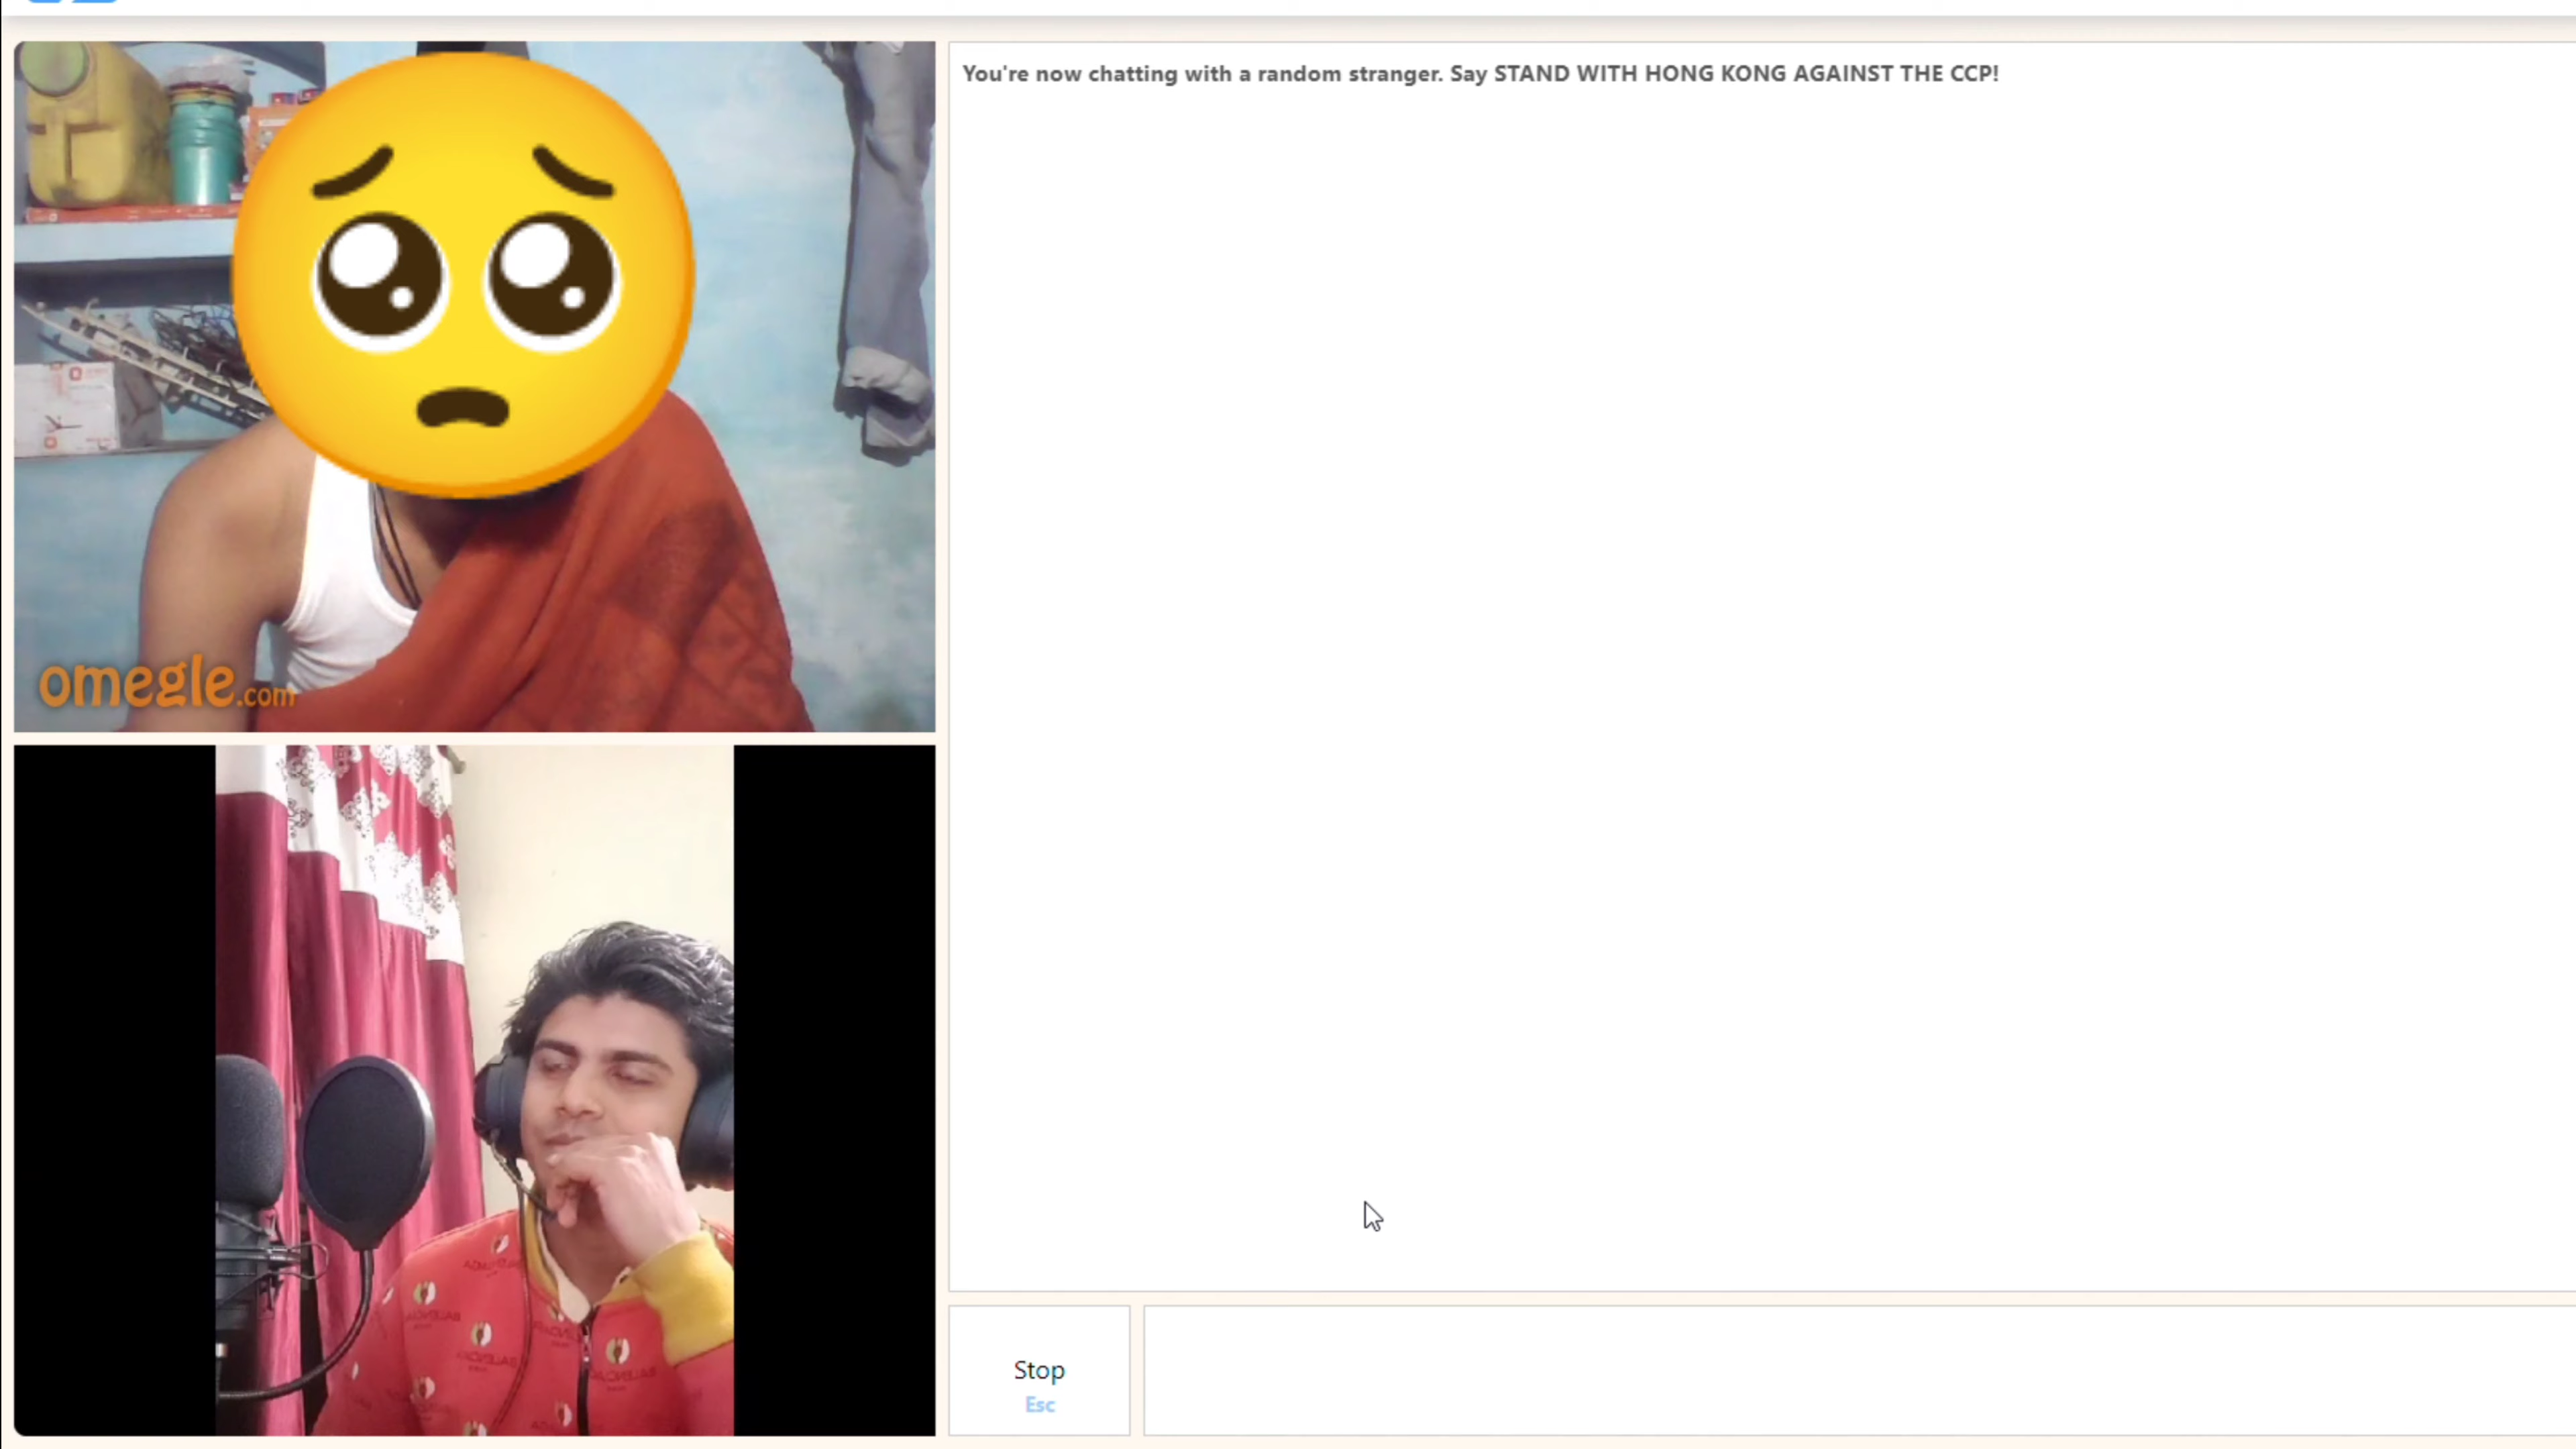 You're now chatting with a random stranger. Say STAND WITH HONG KONG AGAINST THE CCP!
omegle.com
Stop
Esc